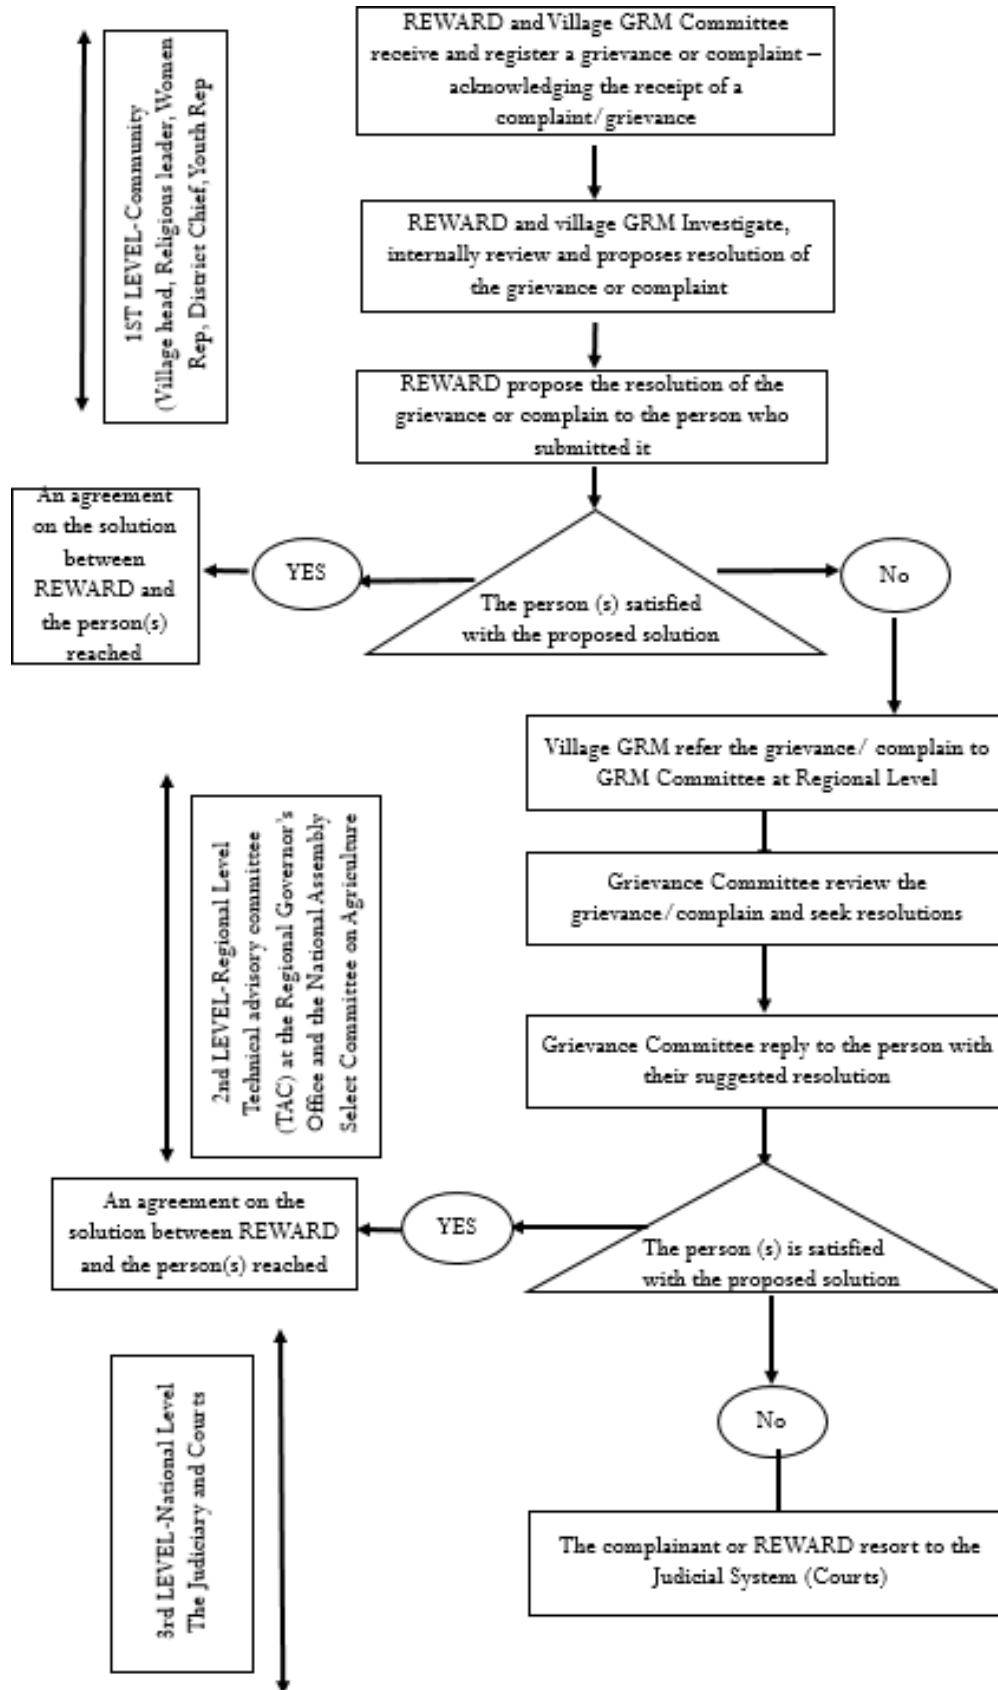 REWARD and Village GRM Committee
receive and register a grievance or complaint –
acknowledging the receipt of a
complaint/grievance
1ST LEVEL-Community
(Village head, Religious leader, Women
Rep, District Chief, Youth Rep
REWARD and village GRM Investigate,
internally review and proposes resolution of
the grievance or complaint
REWARD propose the resolution of the
grievance or complain to the person who
submitted it
An agreement
on the solution
between
REWARD and
the person(s)
reached
YES
The person (s) satisfied
with the proposed solution
No
Village GRM refer the grievance/ complain to
GRM Committee at Regional Level
2nd LEVEL-Regional Level
Technical advisory committee
(TAC) at the Regional Governor's
Office and the National Assembly
Select Committee on Agriculture
Grievance Committee review the
grievance/complain and seek resolutions
Grievance Committee reply to the person with
their suggested resolution
An agreement on the
solution between REWARD
and the person(s) reached
YES
The person (s) is satisfied
with the proposed solution
3rd LEVEL-National Level
The Judiciary and Courts
No
The complainant or REWARD resort to the
Judicial System (Courts)